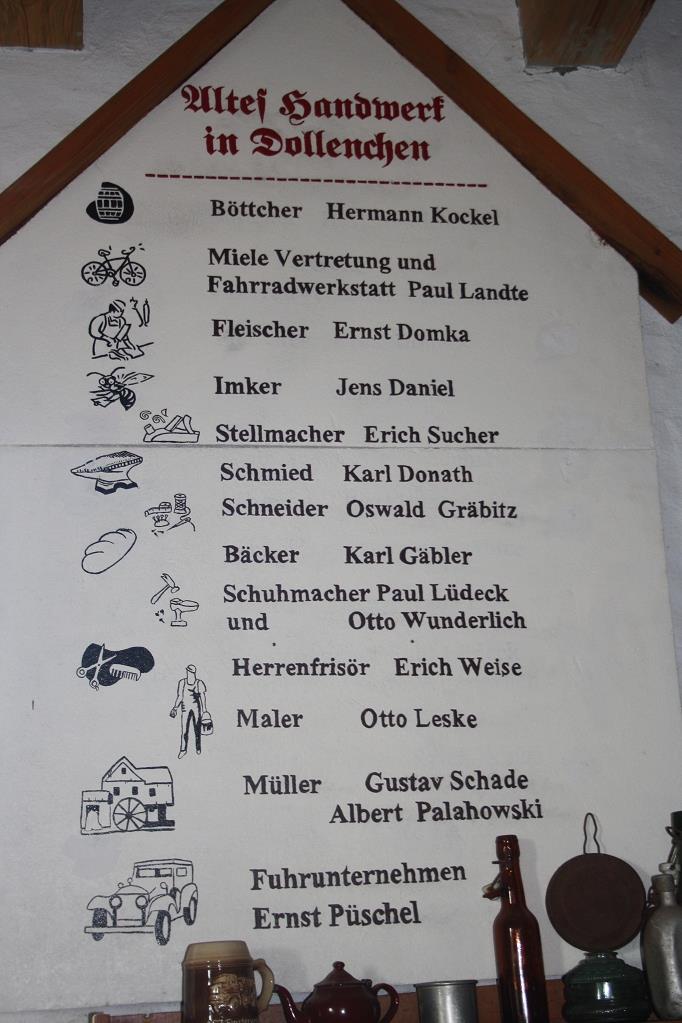 Altes Handwerk
in Dollenchen
Böttcher Hermann Kockel
Miele Vertretung und
Fahrradwerkstatt Paul Landte
Fleischer Ernst Domka
Imker Jens Daniel
Stellmacher Erich Sucher
Schmied Karl Donath
Schneider Oswald Gräbitz
Bäcker Karl Gäbler
Schuhmacher Paul Lüdeck
und Otto Wunderlich
Herrenfrisör Erich Weise
Maler Otto Leske
Müller Gustav Schade
Albert Palahowski
Fuhrunternehmen
Ernst Püschel